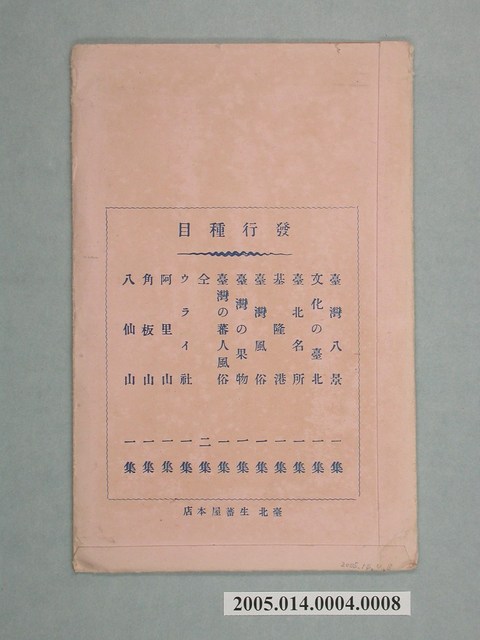 發行種目
臺灣八景 一集
文化の臺北 一集
臺北名所 一集
基隆港 一集
臺灣風俗 一集
臺灣の果物 一集
臺灣の蕃人風俗 一集
仝 二集
ウライ社 一集
阿里山 一集
角板山 一集
八仙山 一集
臺北生蕃屋本店
2005.014.0004.0008